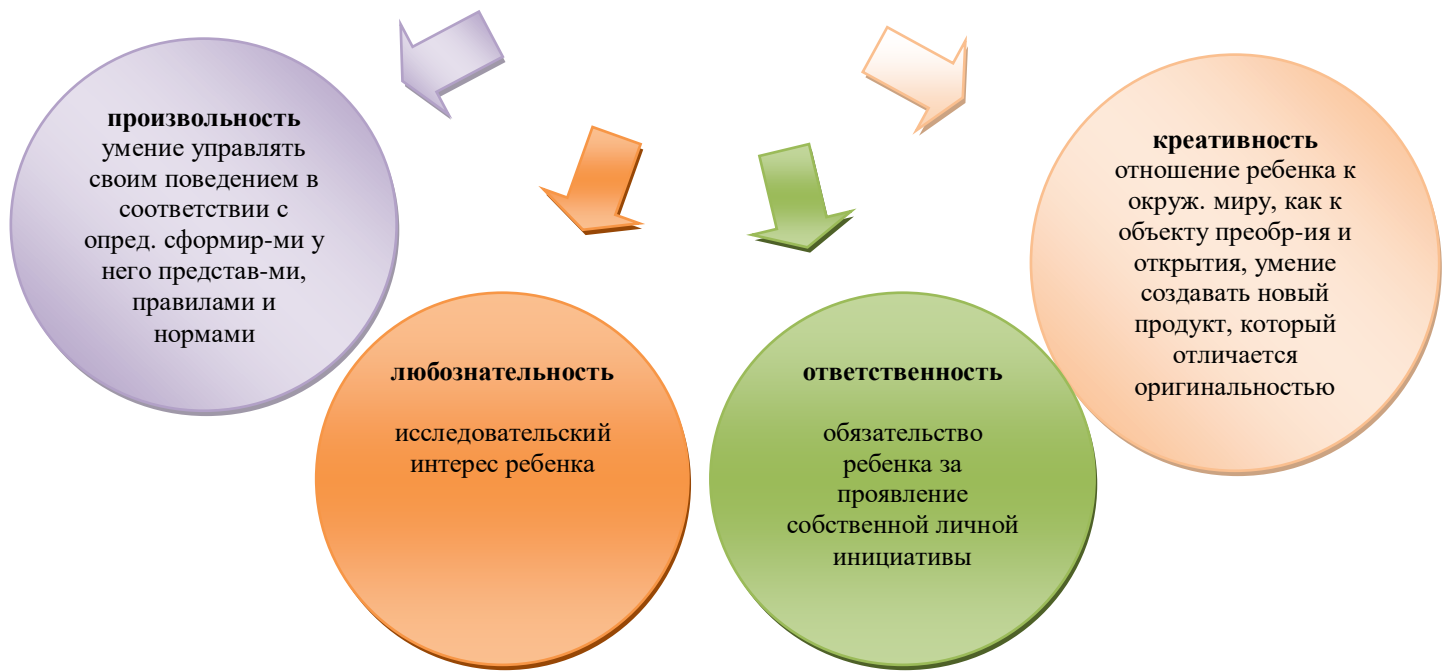 произвольность
умение управлять
своим поведением в
соответствии с
опред. сформир-ми у
него представ-ми,
правилами и
нормами
любознательность
исследовательский
интерес ребенка
ответственность
обязательство
ребенка за
проявление
собственной личной
инициативы
креативность
отношение ребенка к
окруж. миру, как к
объекту преобр-ия и
открытия, умение
создавать новый
продукт, который
отличается
оригинальностью